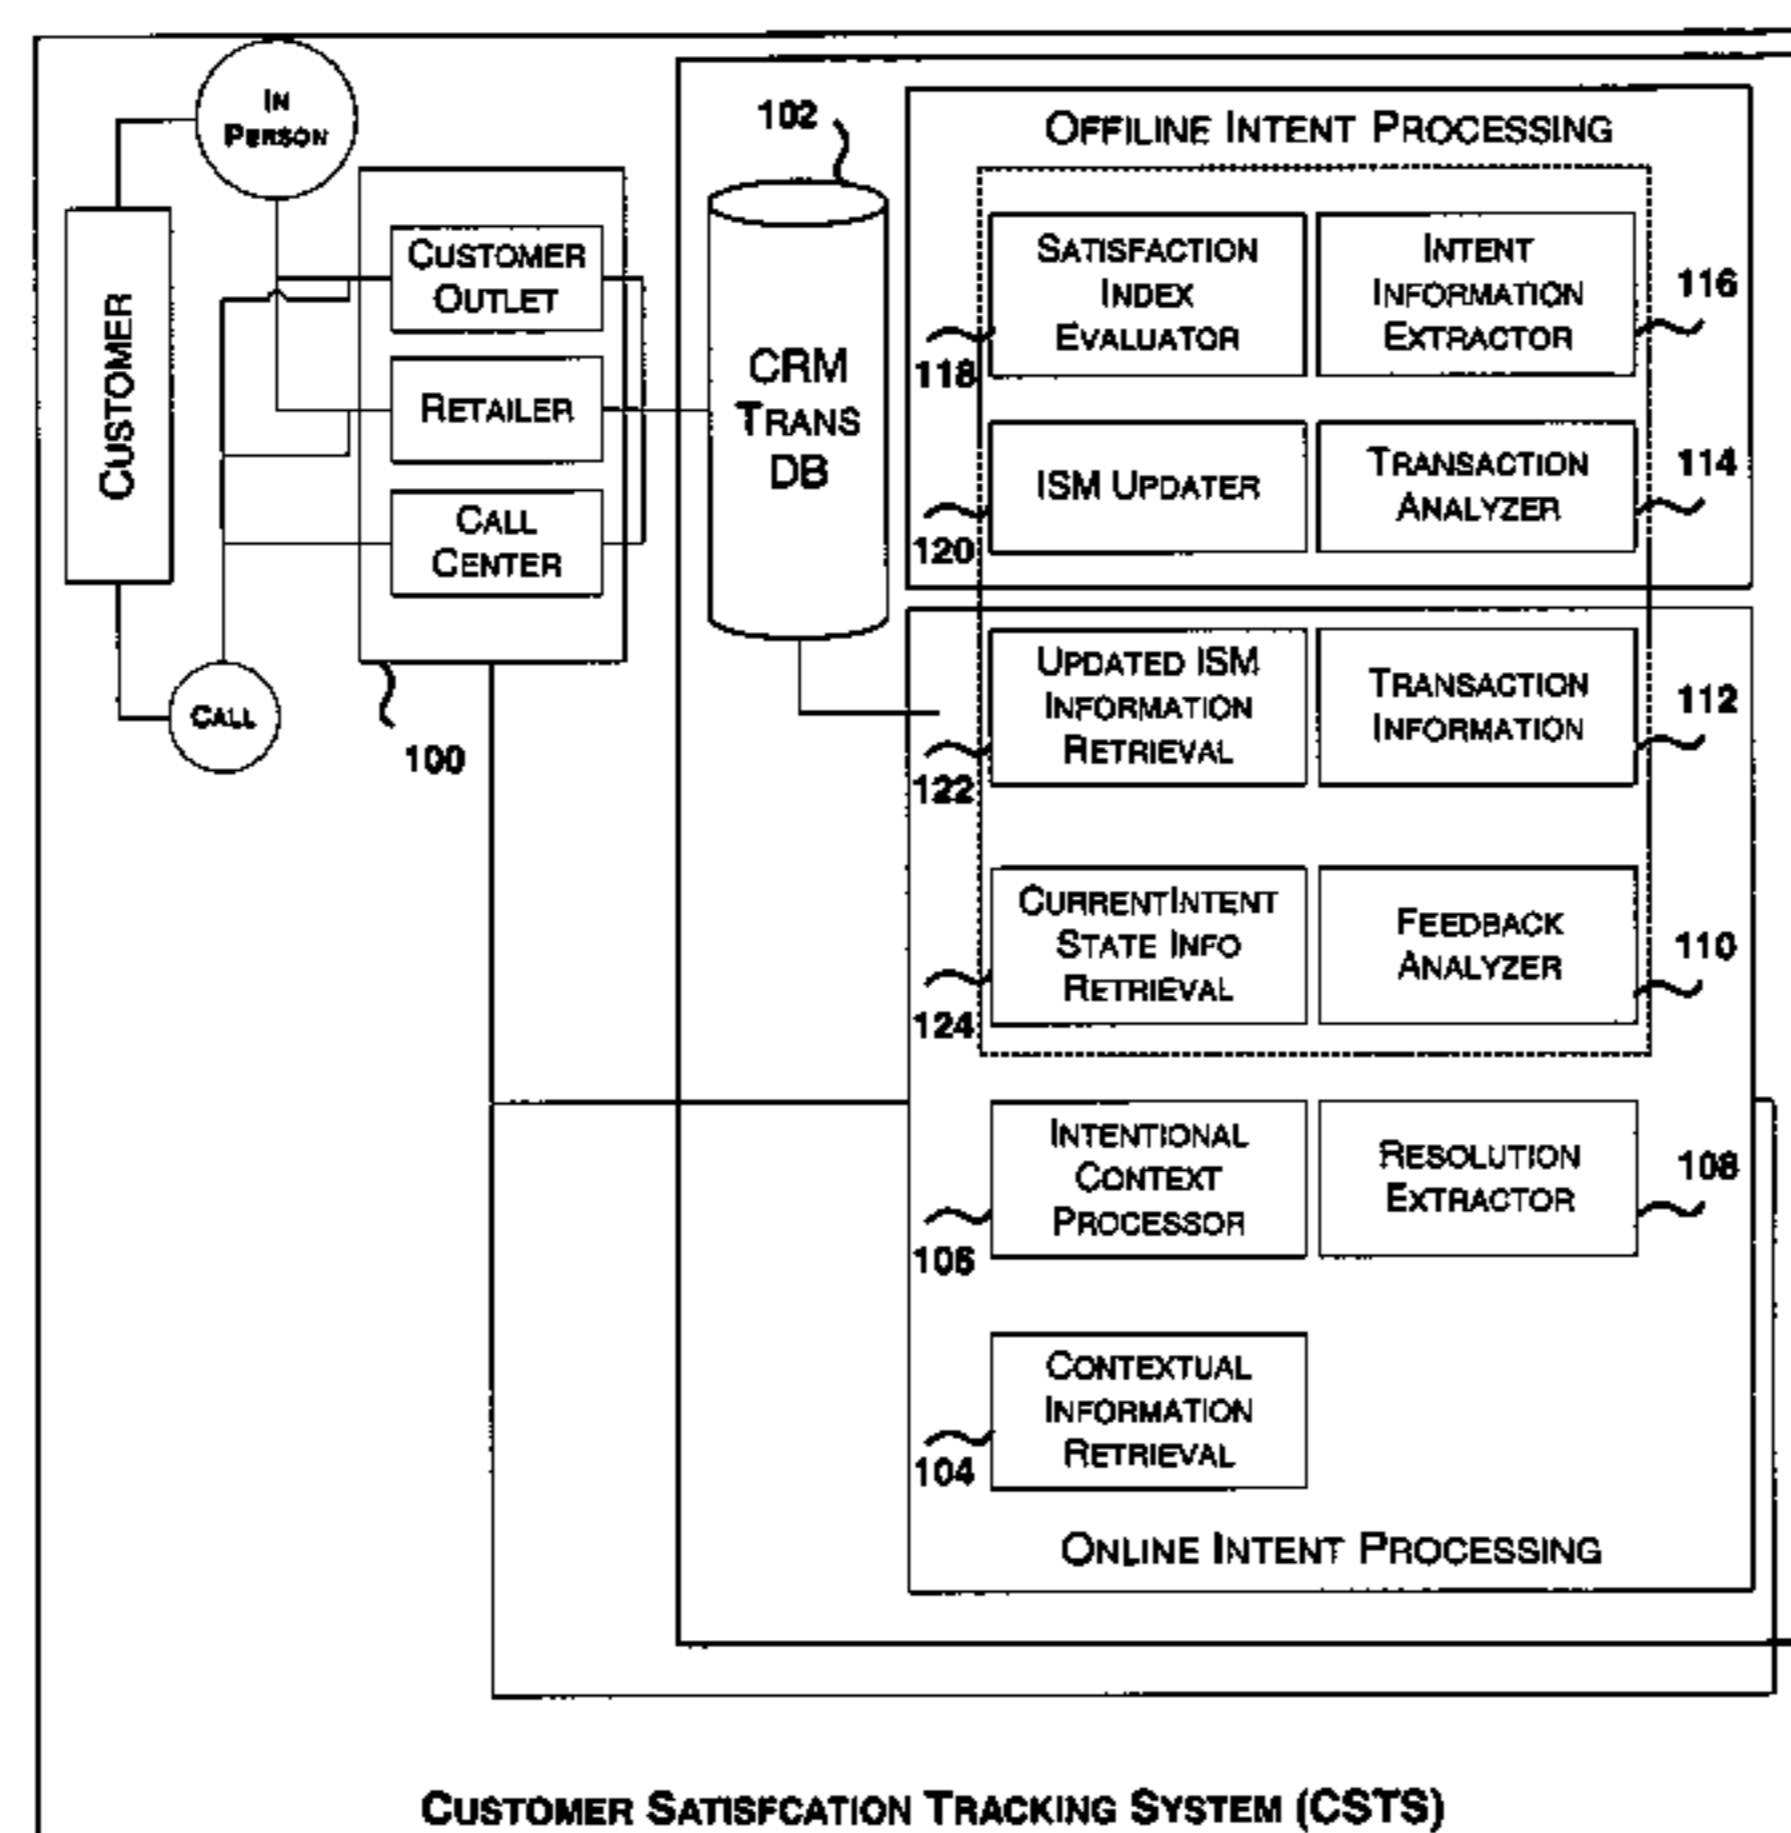 IN
PERSON
CUSTOMER
CALL
CUSTOMER
OUTLET
RETAILER
CALL
CENTER
100
102
CRM
TRANS
DB
OFFILINE INTENT PROCESSING
SATISFACTION
INDEX
EVALUATOR
118
INTENT
INFORMATION
EXTRACTOR
116
ISM UPDATER
120
TRANSACTION
ANALYZER
114
UPDATED ISM
INFORMATION
RETRIEVAL
122
TRANSACTION
INFORMATION
112
CURRENTINTENT
STATE INFO
RETRIEVAL
124
FEEDBACK
ANALYZER
110
INTENTIONAL
CONTEXT
PROCESSOR
106
RESOLUTION
EXTRACTOR
108
CONTEXTUAL
INFORMATION
RETRIEVAL
104
ONLINE INTENT PROCESSING
CUSTOMER SATISFCATION TRACKING SYSTEM (CSTS)